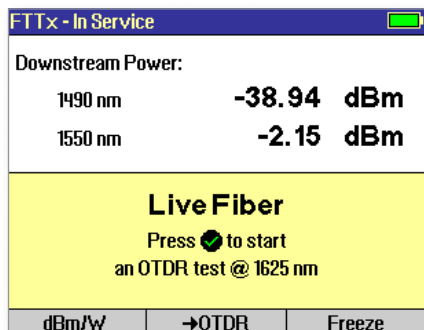 FTTx - In Service
Downstream Power:
1490 nm -38.94 dBm
1550 nm -2.15 dBm
Live Fiber
Press to start
an OTDR test @ 1625 nm
dBm/W →OTDR Freeze